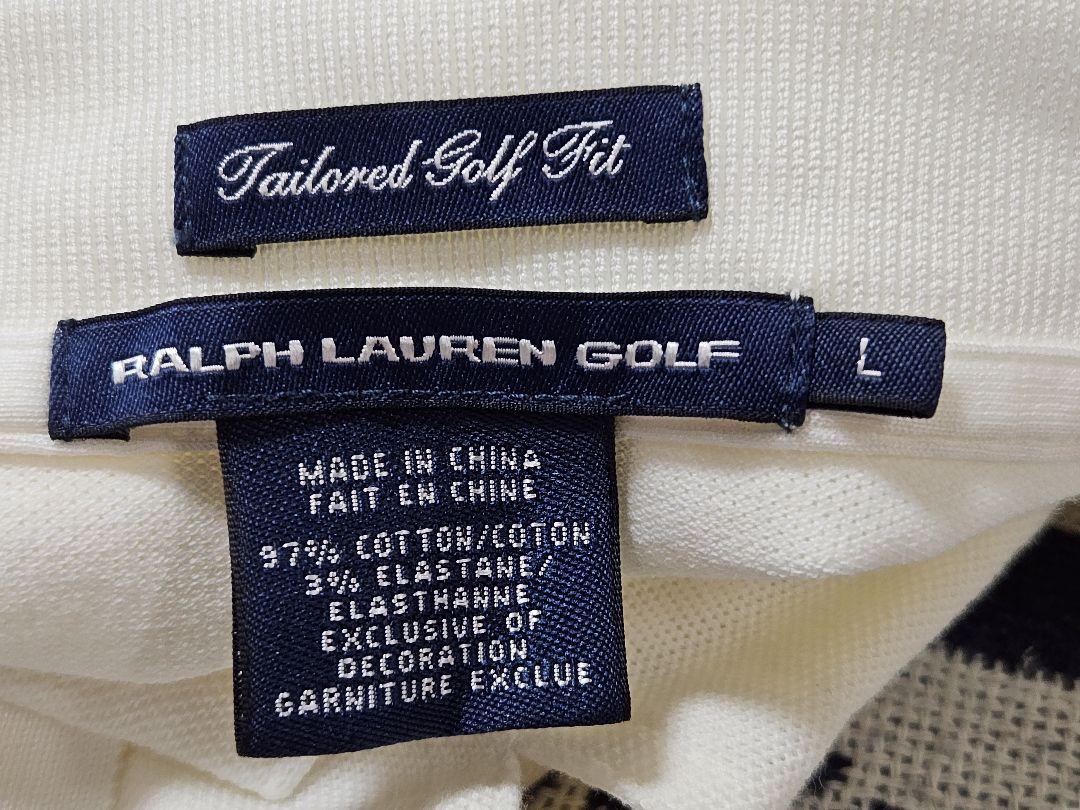 Tailored Golf Fit
RALPH LAUREN GOLF
L
MADE IN CHINA
FAIT EN CHINE
97% COTTON/COTON
3% ELASTANE/
ELASTHANNE
EXCLUSIVE OF
DECORATION
GARNITURE EXCLUE